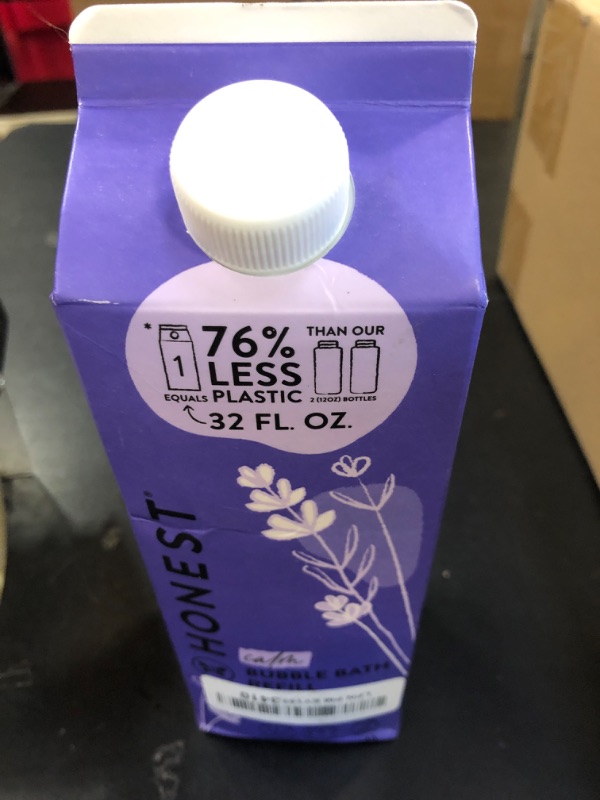 *
1
76%
LESS
PLASTIC
THAN OUR
EQUALS
2 (12OZ) BOTTLES
32 FL. OZ.
HONEST®
calm
BUBBLE BATH
REFILL